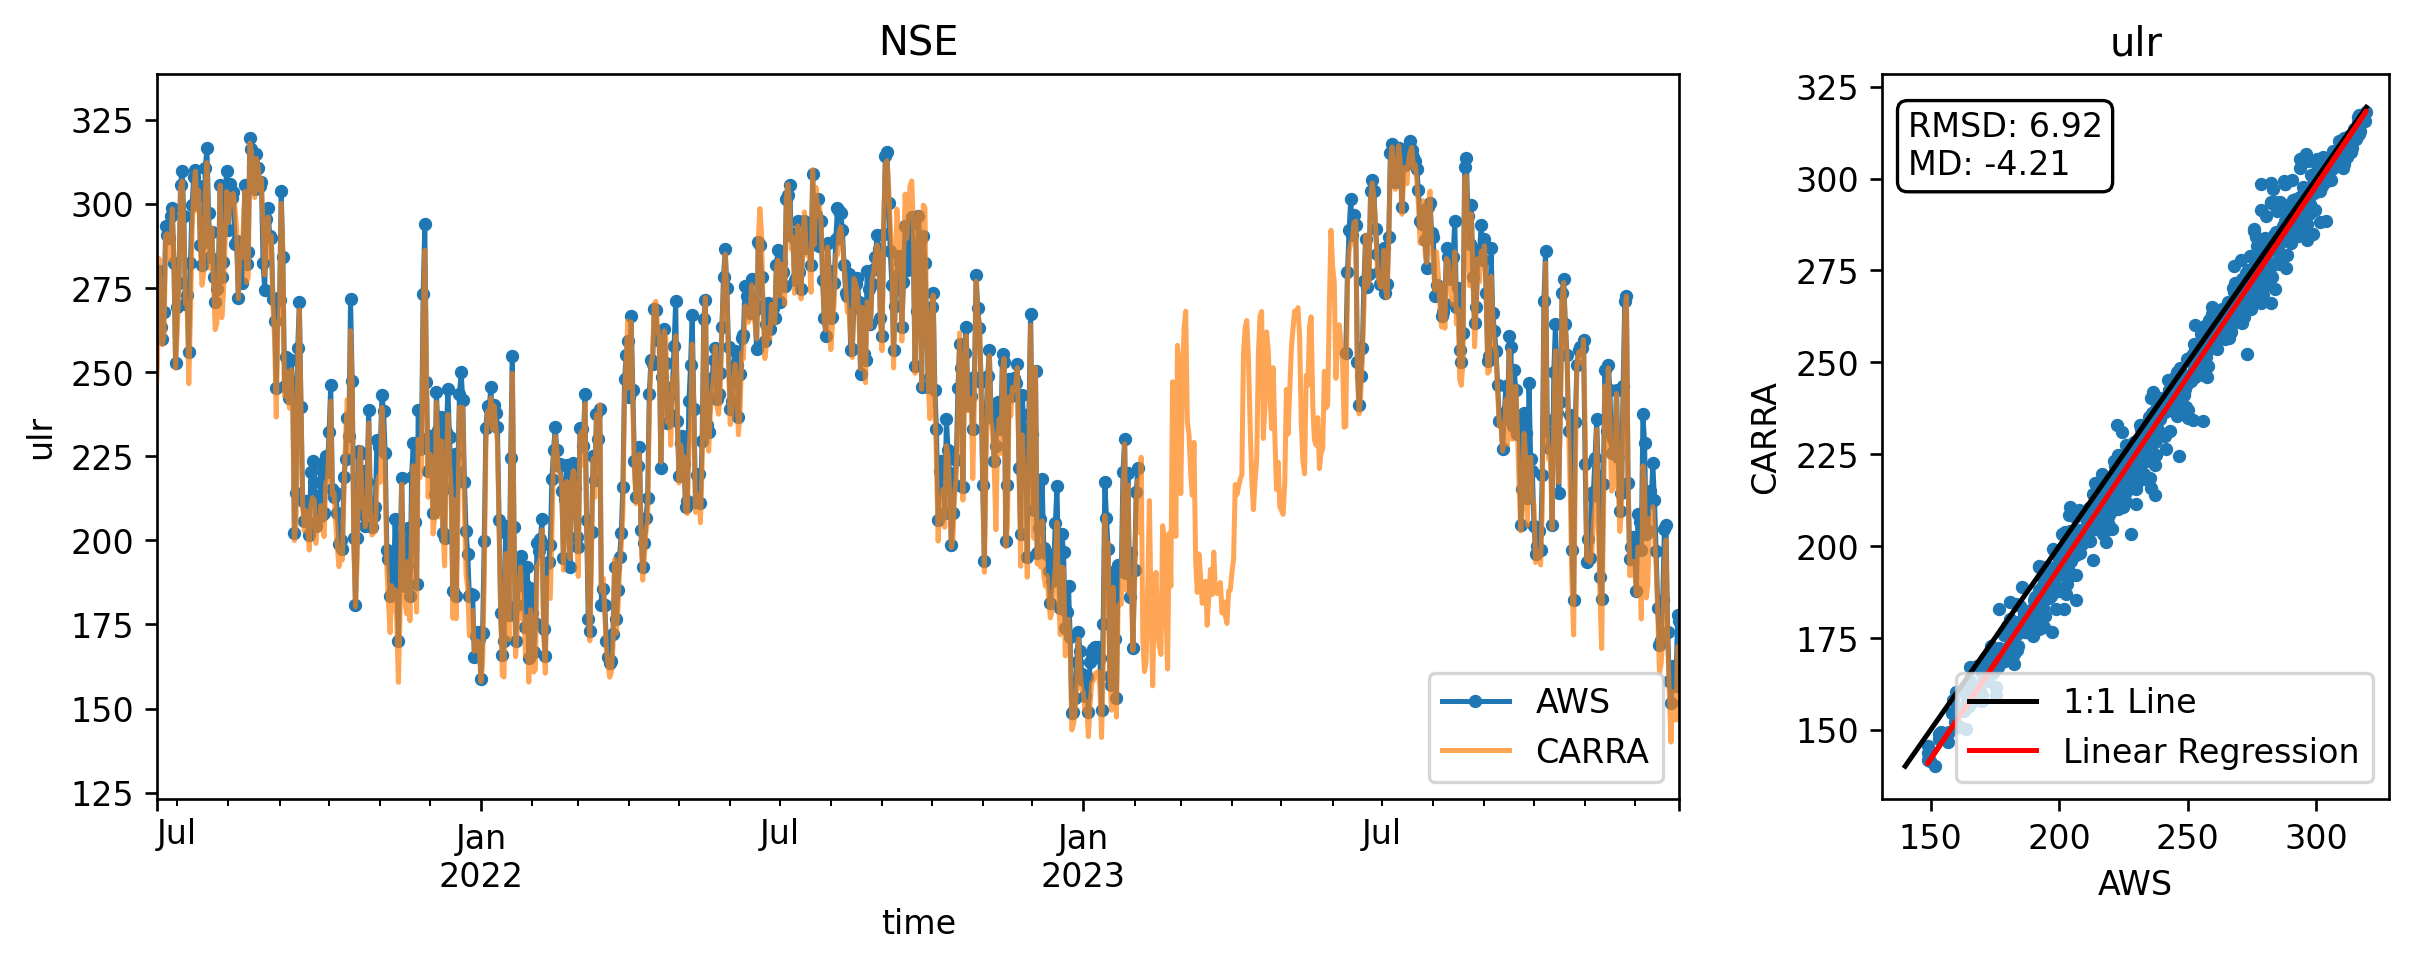 NSE
325
300
275
250
225
200
175
150
125
ulr
Jul
Jan
2022
Jul
Jan
2023
Jul
time
AWS
CARRA
ulr
325
300
275
250
225
200
175
150
CARRA
RMSD: 6.92
MD: -4.21
1:1 Line
Linear Regression
150 200 250 300
AWS